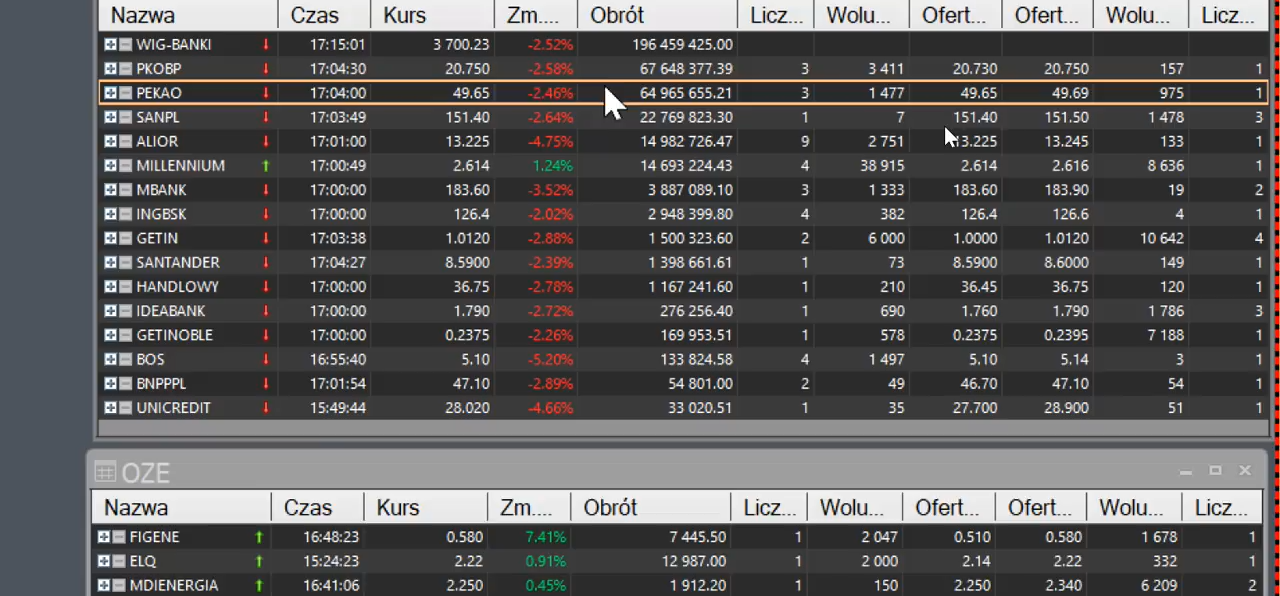 Nazwa Czas Kurs Zm.... Obrót Licz... Wolu... Ofert... Ofert... Wolu... Licz...
WIG-BANKI 17:15:01 3 700.23 -2.52% 196 459 425.00
PKOBP 17:04:30 20.750 -2.58% 67 648 377.39 3 3 411 20.730 20.750 157 1
PEKAO 17:04:00 49.65 -2.46% 64 965 655.21 3 1 477 49.65 49.69 975 1
SANPL 17:03:49 151.40 -2.64% 22 769 823.30 1 7 151.40 151.50 1 478 3
ALIOR 17:01:00 13.225 -4.75% 14 982 726.47 9 2 751 13.225 13.245 133 1
MILLENNIUM 17:00:49 2.614 1.24% 14 693 224.43 4 38 915 2.614 2.616 8 636 1
MBANK 17:00:00 183.60 -3.52% 3 887 089.10 3 1 333 183.60 183.90 19 2
INGBSK 17:00:00 126.4 -2.02% 2 948 399.80 4 382 126.4 126.6 4 1
GETIN 17:03:38 1.0120 -2.88% 1 500 323.60 2 6 000 1.0000 1.0120 10 642 4
SANTANDER 17:04:27 8.5900 -2.39% 1 398 661.61 1 73 8.5900 8.6000 149 1
HANDLOWY 17:00:00 36.75 -2.78% 1 167 241.60 1 210 36.45 36.75 120 1
IDEABANK 17:00:00 1.790 -2.72% 276 256.40 1 690 1.760 1.790 1 786 3
GETINOBLE 17:00:00 0.2375 -2.26% 169 953.51 1 578 0.2375 0.2395 7 188 1
BOS 16:55:40 5.10 -5.20% 133 824.58 4 1 497 5.10 5.14 3 1
BNPPPL 17:01:54 47.10 -2.89% 54 801.00 2 49 46.70 47.10 54 1
UNICREDIT 15:49:44 28.020 -4.66% 33 020.51 1 35 27.700 28.900 51 1
OZE
Nazwa Czas Kurs Zm.... Obrót Licz... Wolu... Ofert... Ofert... Wolu... Licz...
FIGENE 16:48:23 0.580 7.41% 7 445.50 1 2 047 0.510 0.580 1 678 1
ELQ 15:24:23 2.22 0.91% 12 987.00 1 2 000 2.14 2.22 332 1
MDIENERGIA 16:41:06 2.250 0.45% 1 912.20 1 150 2.250 2.340 6 209 2